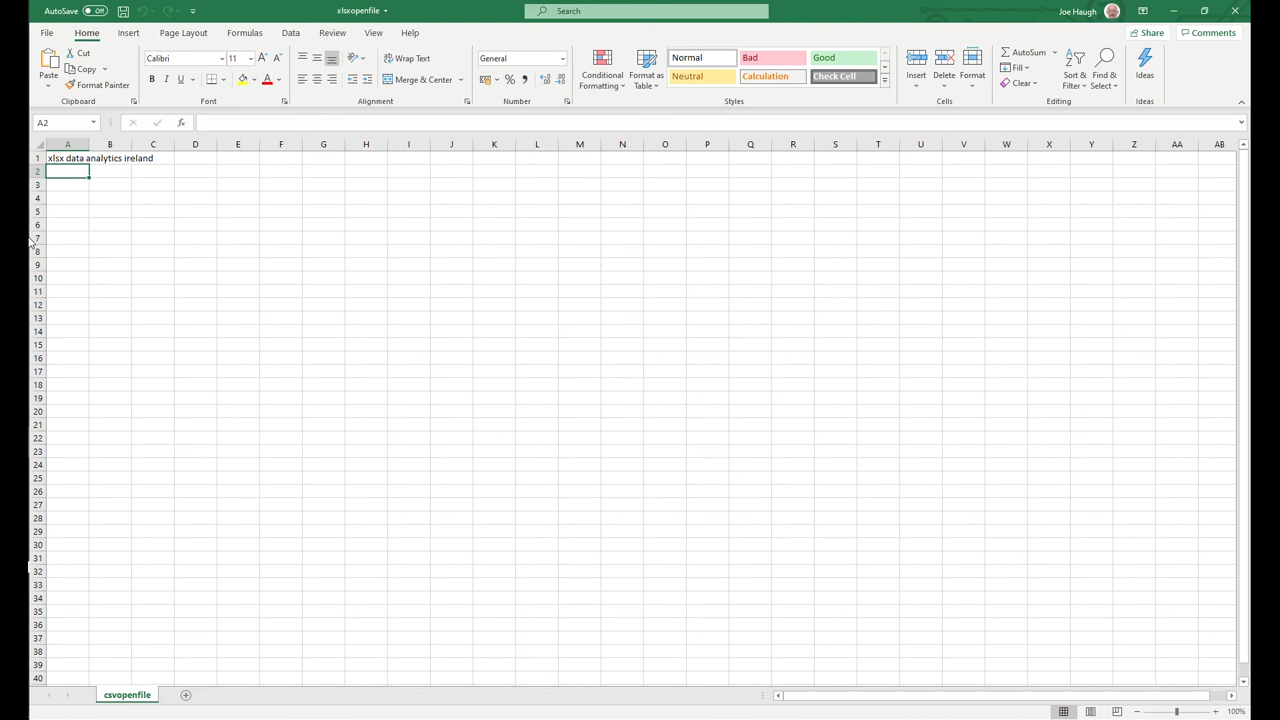 AutoSave Off xlsxopenfile Search Joe Haugh
File Home Insert Page Layout Formulas Data Review View Help Share Comments
Paste Cut Copy Format Painter Clipboard
Calibri 11 A A B I U A Font
ab Wrap Text Merge & Center Alignment
General % , Number
Conditional Formatting Format as Table Normal Bad Good Neutral Calculation Check Cell Styles
Insert Delete Format Cells
AutoSum Fill Clear Sort & Filter Find & Select Editing
Ideas Ideas
A2 fx
A B C D E F G H I J K L M N O P Q R S T U V W X Y Z AA AB
1 xlsx data analytics ireland
2
3
4
5
6
7
8
9
10
11
12
13
14
15
16
17
18
19
20
21
22
23
24
25
26
27
28
29
30
31
32
33
34
35
36
37
38
39
40
csvopenfile
100%